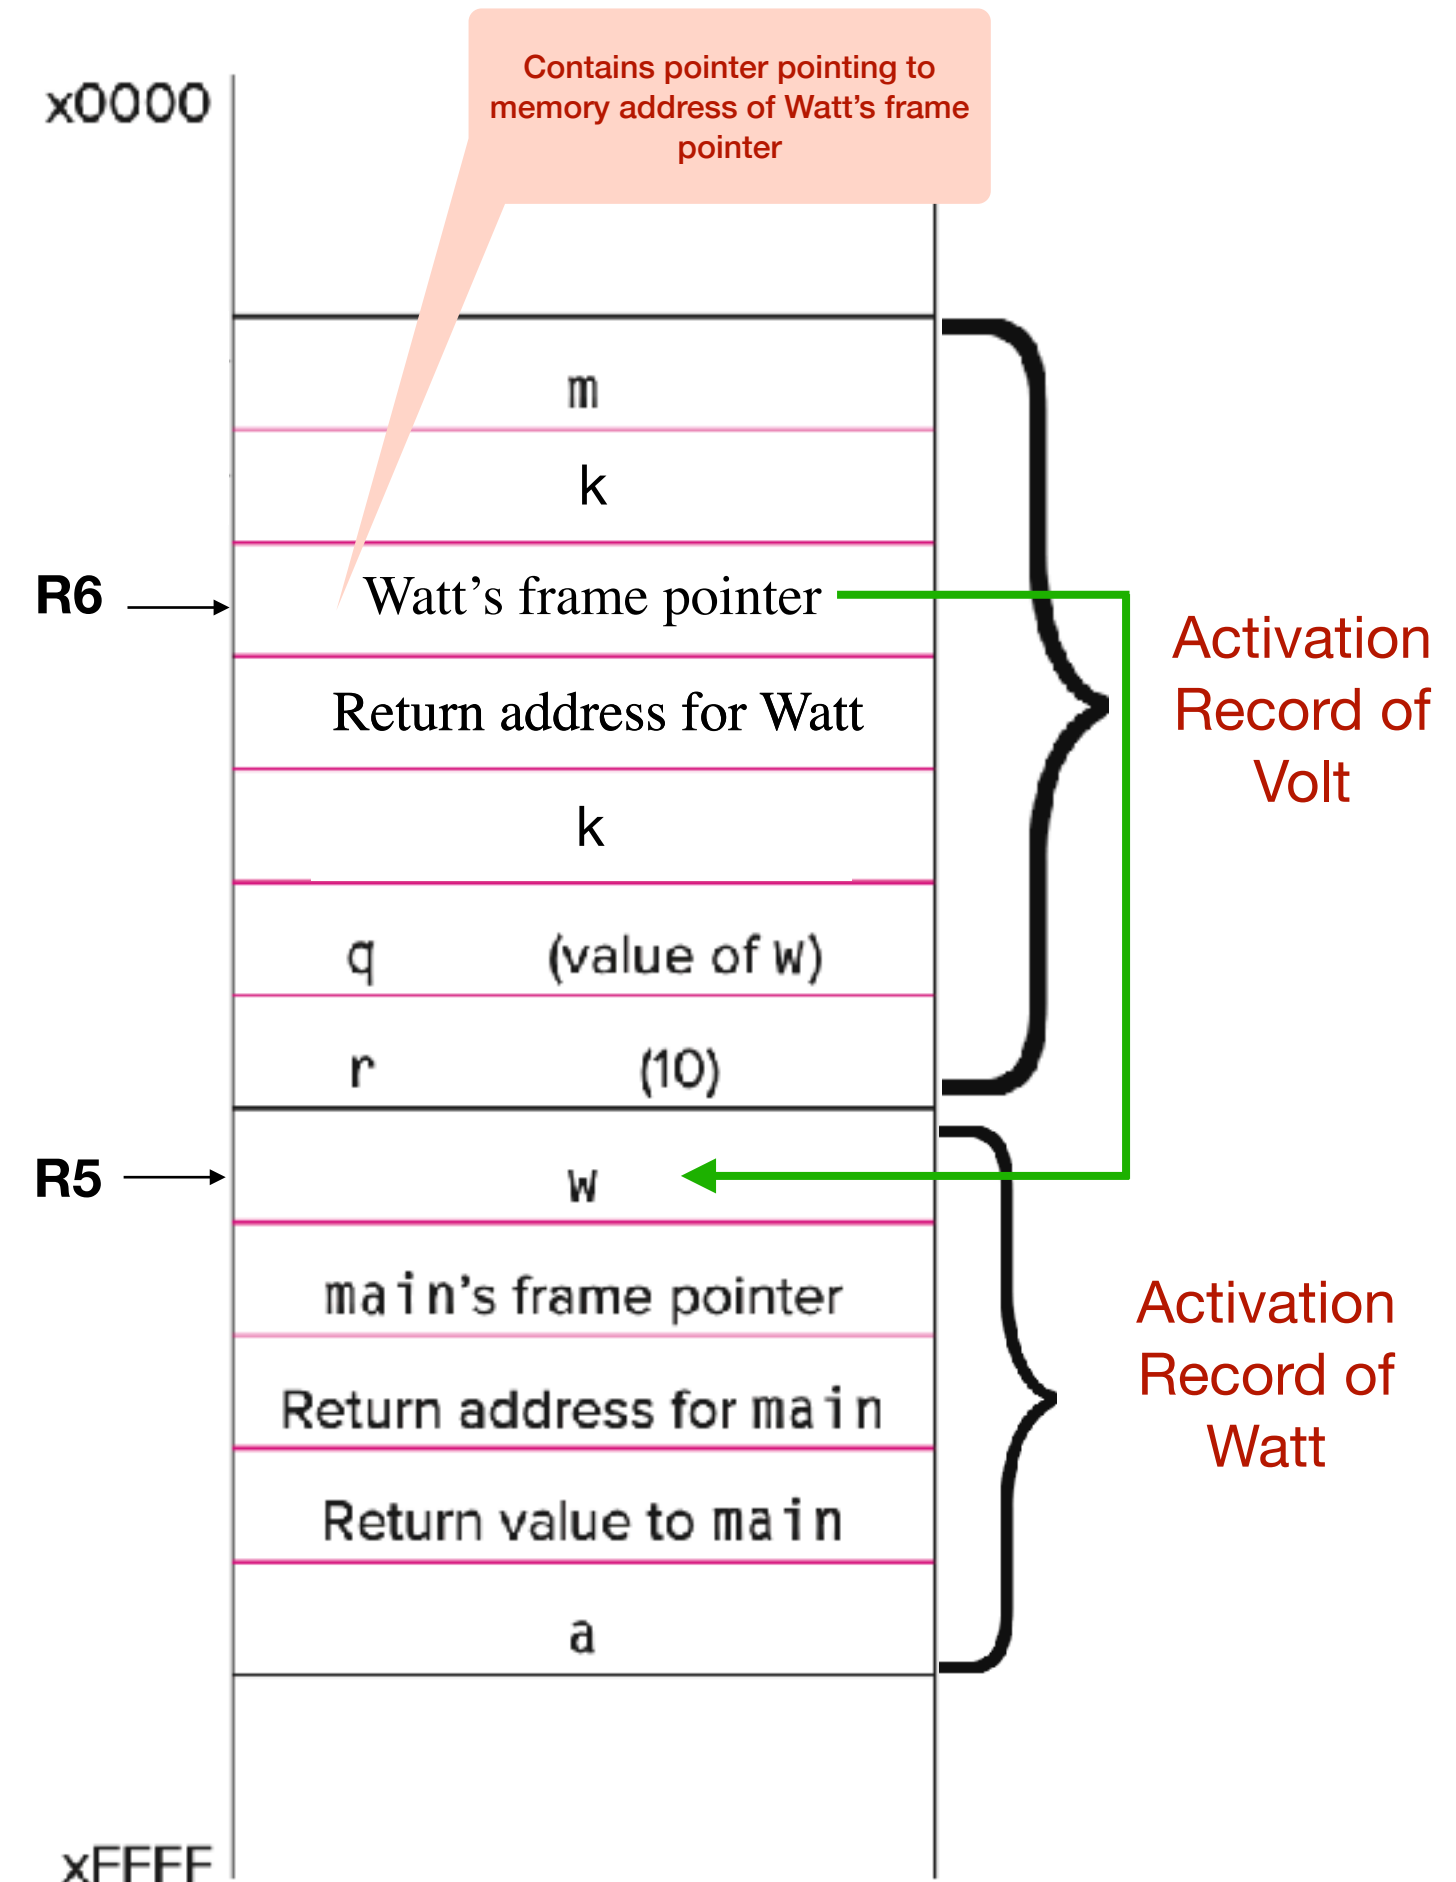 Contains pointer pointing to
memory address of Watt’s frame
pointer
x0000
m
k
R6
Watt’s frame pointer
Return address for Watt
Activation
Record of
Volt
k
q (value of w)
r (10)
R5
w
main’s frame pointer
Return address for main
Activation
Record of
Watt
Return value to main
a
xFFFF